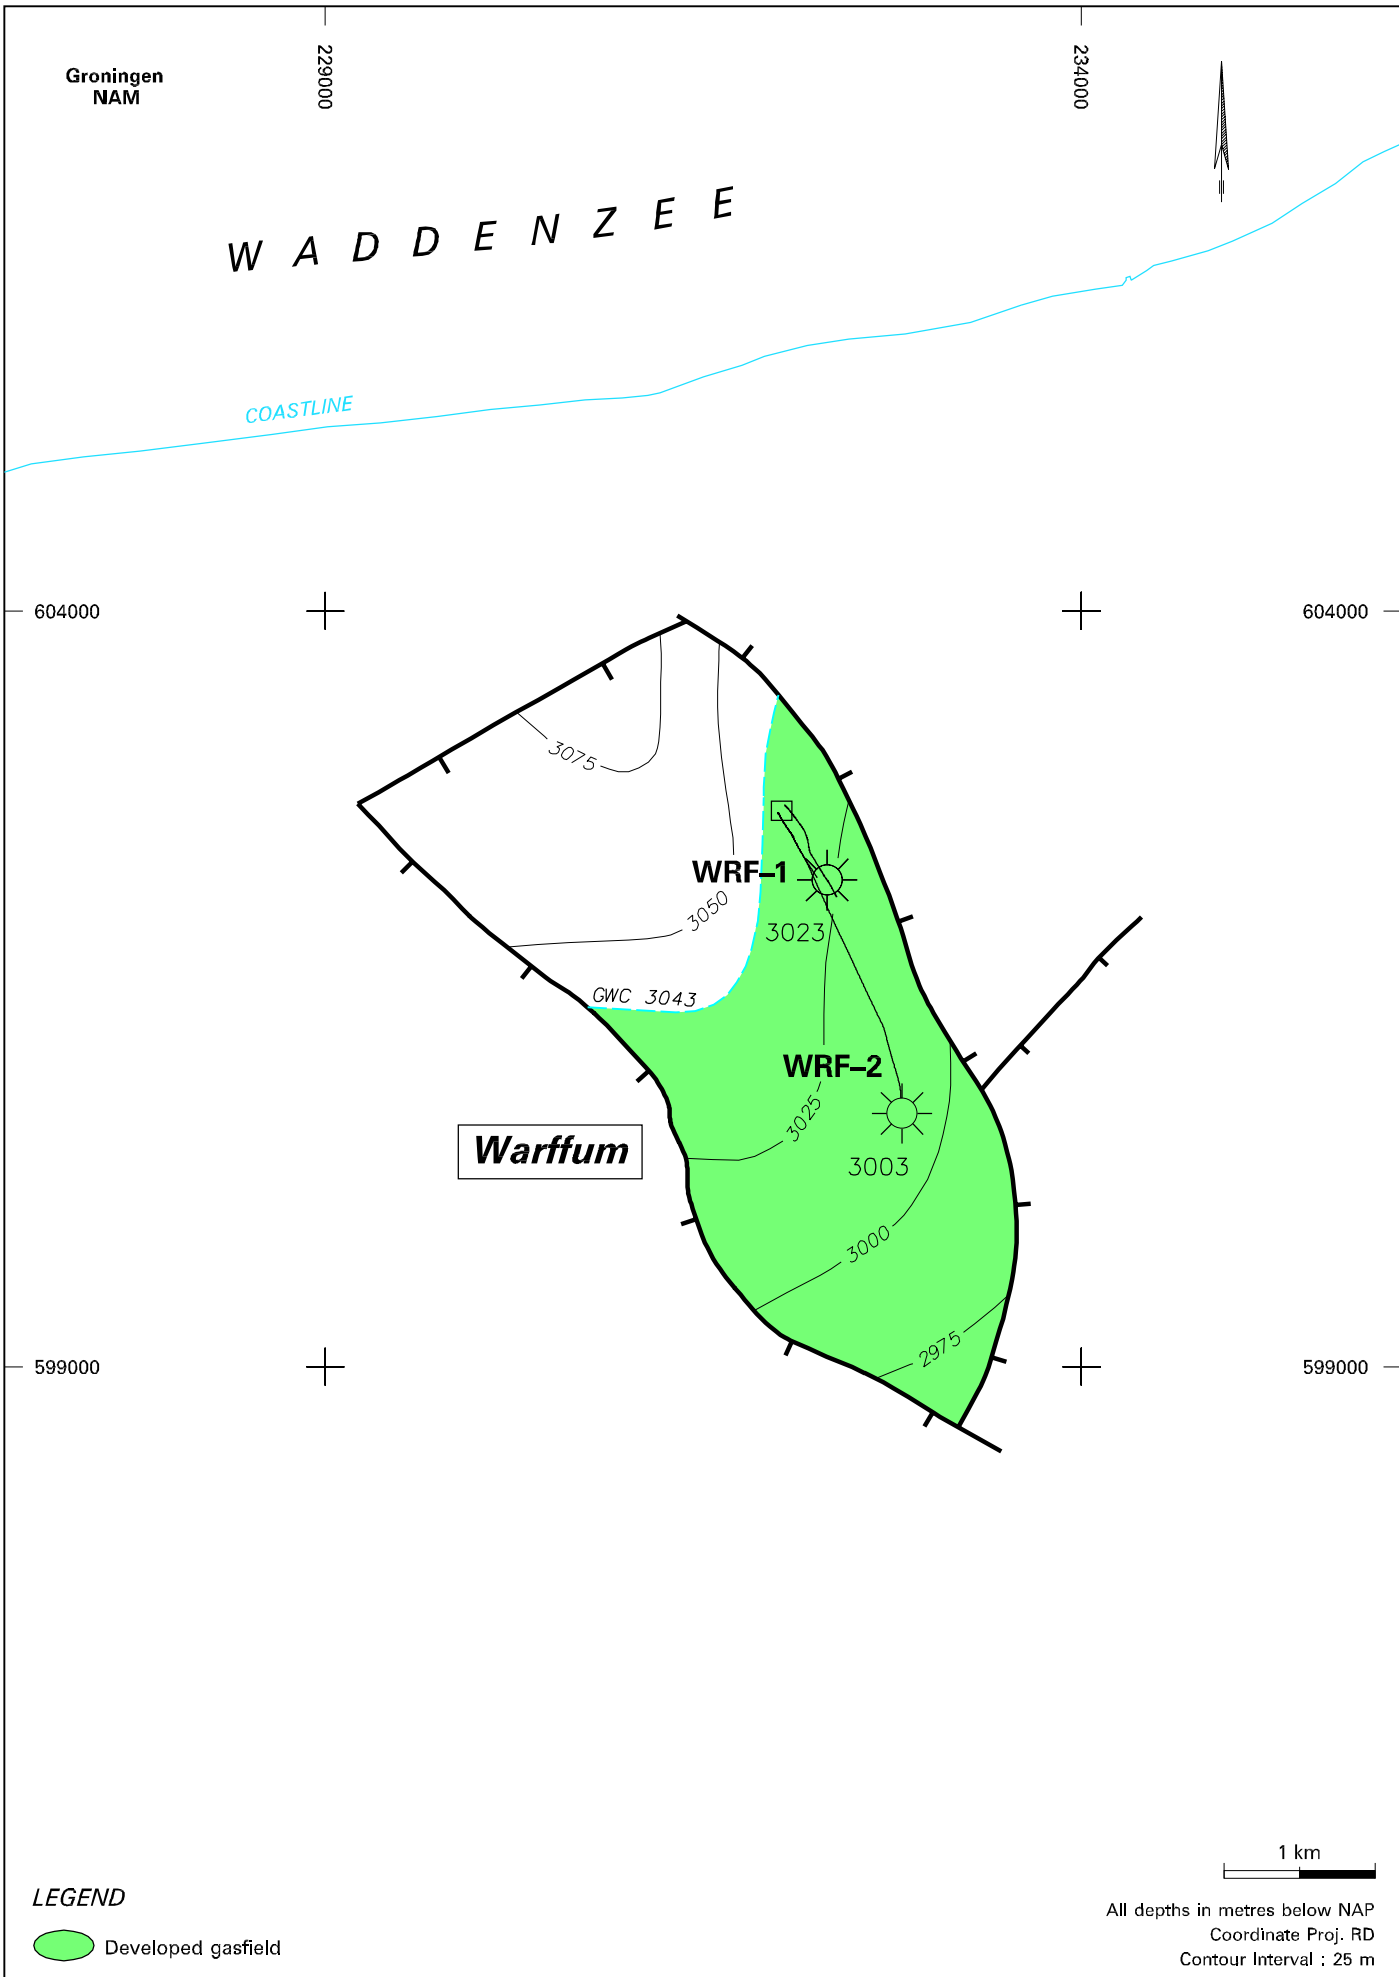 229000
234000
Groningen
NAM
WADDENZEE
COASTLINE
604000
604000
3075
WRF–1
3050
3023
GWC 3043
WRF–2
3025
Warffum
3003
3000
2975
599000
599000
1 km
LEGEND
All depths in metres below NAP
Coordinate Proj. RD
Developed gasfield
Contour Interval : 25 m